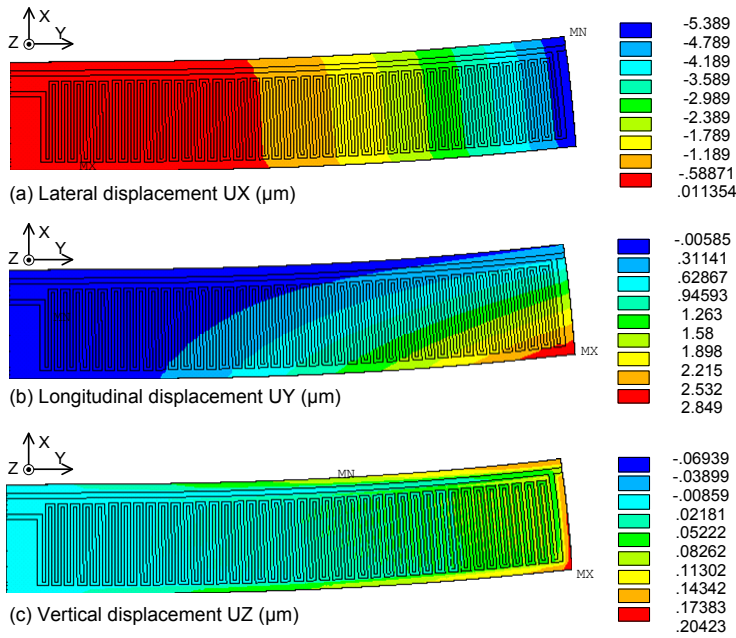 X
Y
Z
MN
MX
-5.389
-4.789
-4.189
-3.589
-2.989
-2.389
-1.789
-1.189
-.58871
.011354
(a) Lateral displacement UX (µm)
X
Y
Z
MX
-.00585
.31141
.62867
.94593
1.263
1.58
1.898
2.215
2.532
2.849
(b) Longitudinal displacement UY (µm)
X
Y
Z
MN
MX
-.06939
-.03899
-.00859
.02181
.05222
.08262
.11302
.14342
.17383
.20423
(c) Vertical displacement UZ (µm)